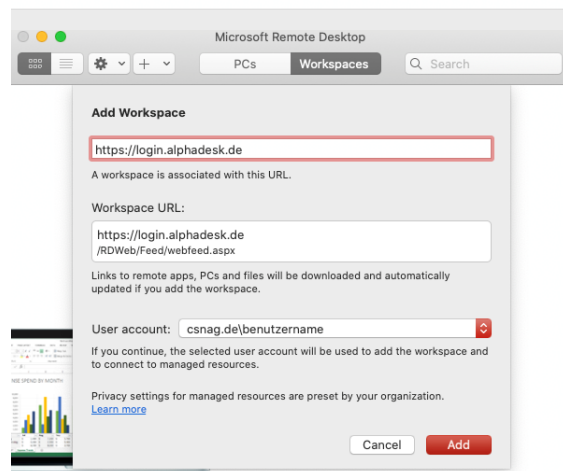 Microsoft Remote Desktop
PCs
Workspaces
Search
Add Workspace
https://login.alphadesk.de
A workspace is associated with this URL.
Workspace URL:
https://login.alphadesk.de
/RDWeb/Feed/webfeed.aspx
Links to remote apps, PCs and files will be downloaded and automatically
updated if you add the workspace.
User account: csnag.de\benutzername
If you continue, the selected user account will be used to add the workspace and
to connect to managed resources.
Privacy settings for managed resources are preset by your organization.
Learn more
SPEND BY MONTH
Cancel
Add